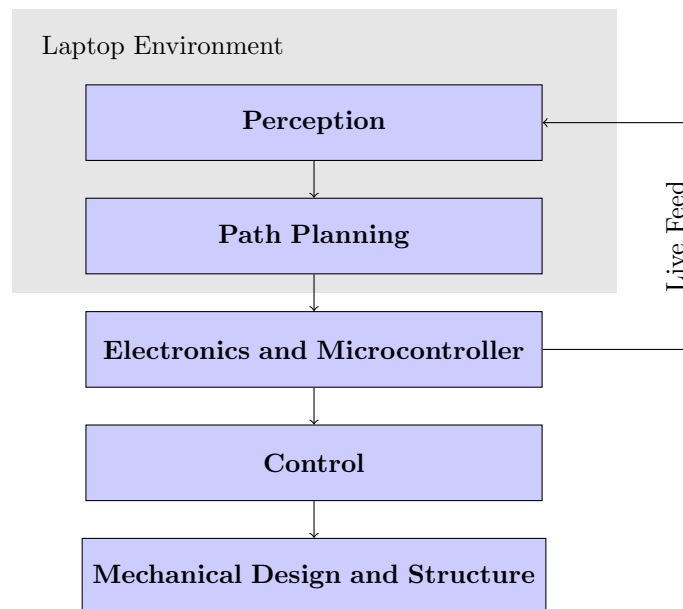 Laptop Environment
Perception
Path Planning
Live Feed
Electronics and Microcontroller
Control
Mechanical Design and Structure